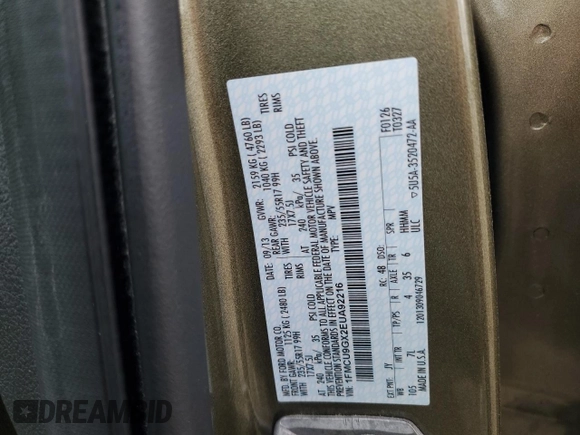 MFD. BY FORD MOTOR CO.
DATE: 09/13
GVWR: 2159 KG ( 4760 LB)
FRONT GAWR: 1125 KG ( 2480 LB)
REAR GAWR: 1040 KG ( 2293 LB)
235/55R17 99H TIRES
WITH 235/55R17 99H TIRES
17X7.5J RIMS
WITH 17X7.5J RIMS
AT 240 kPa/ 35 PSI COLD
AT 240 kPa/ 35 PSI COLD
THIS VEHICLE CONFORMS TO ALL APPLICABLE FEDERAL MOTOR VEHICLE SAFETY AND THEFT
PREVENTION STANDARDS IN EFFECT ON THE DATE OF MANUFACTURE SHOWN ABOVE.
VIN: 1FMCU9GX2EUA92216
TYPE: MPV
F0126
T0327
EXT PNT: JY RC: 48 DSO:
WB INT TR TP/PS R AXLE TR SPR HHMM
105 7L 4 35 6 ULC
MADE IN U.S.A. 1201309046729
▽5U5A-3520472-AA
DREAMBID